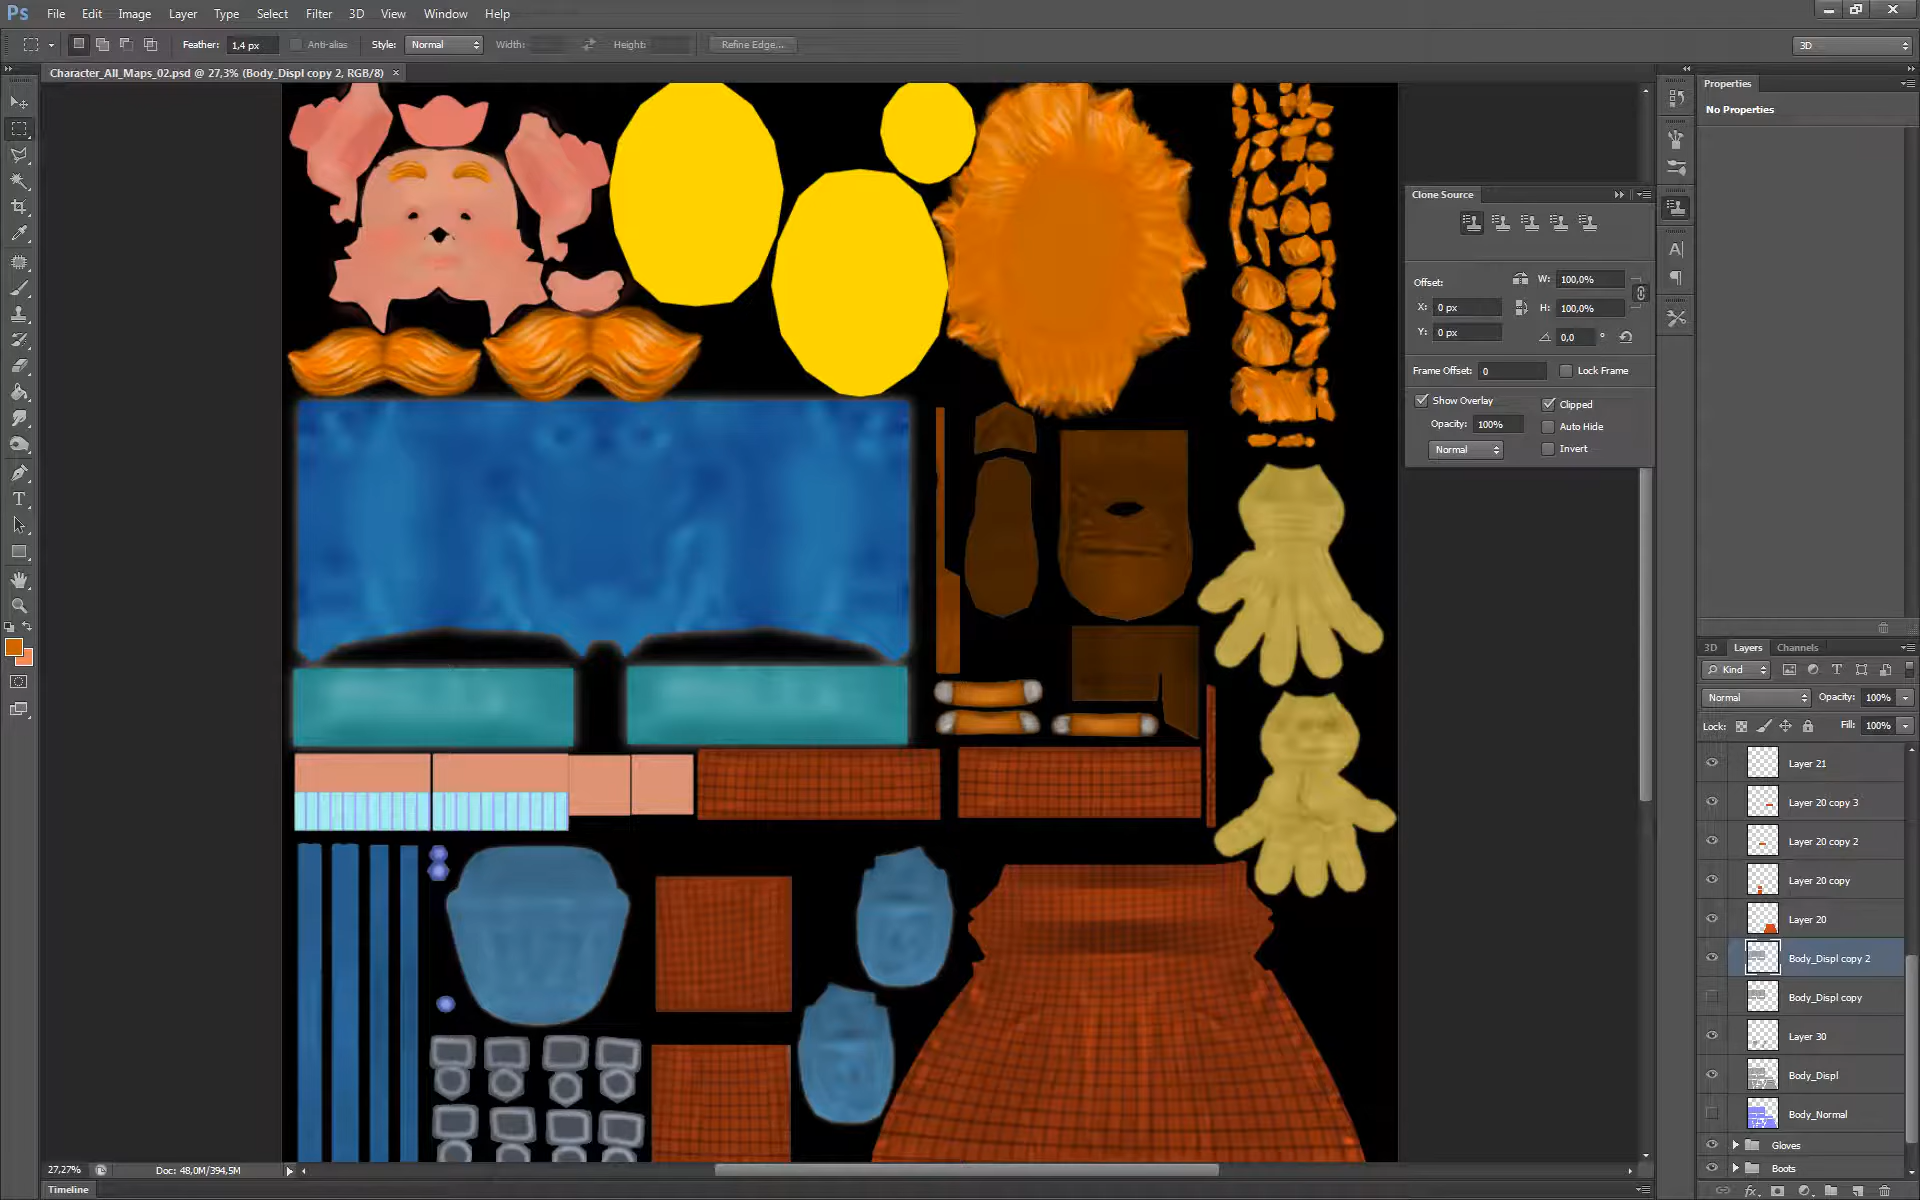 Ps File Edit Image Layer Type Select Filter 3D View Window Help
Feather: 1,4 px Anti-alias Style: Normal Width: Height: Refine Edge... 3D
Character_All_Maps_02.psd @ 27,3% (Body_Displ copy 2, RGB/8) ×
Properties
No Properties
Clone Source
Offset: W: 100,0%
X: 0 px H: 100,0%
Y: 0 px 0,0 °
Frame Offset: 0 Lock Frame
Show Overlay Clipped
Opacity: 100% Auto Hide
Normal Invert
3D Layers Channels
Kind
Normal Opacity: 100%
Lock: Fill: 100%
Layer 21
Layer 20 copy 3
Layer 20 copy 2
Layer 20 copy
Layer 20
Body_Displ copy 2
Body_Displ copy
Layer 30
Body_Displ
Body_Normal
Gloves
Boots
27,27% Doc: 48,0M/394,5M
Timeline